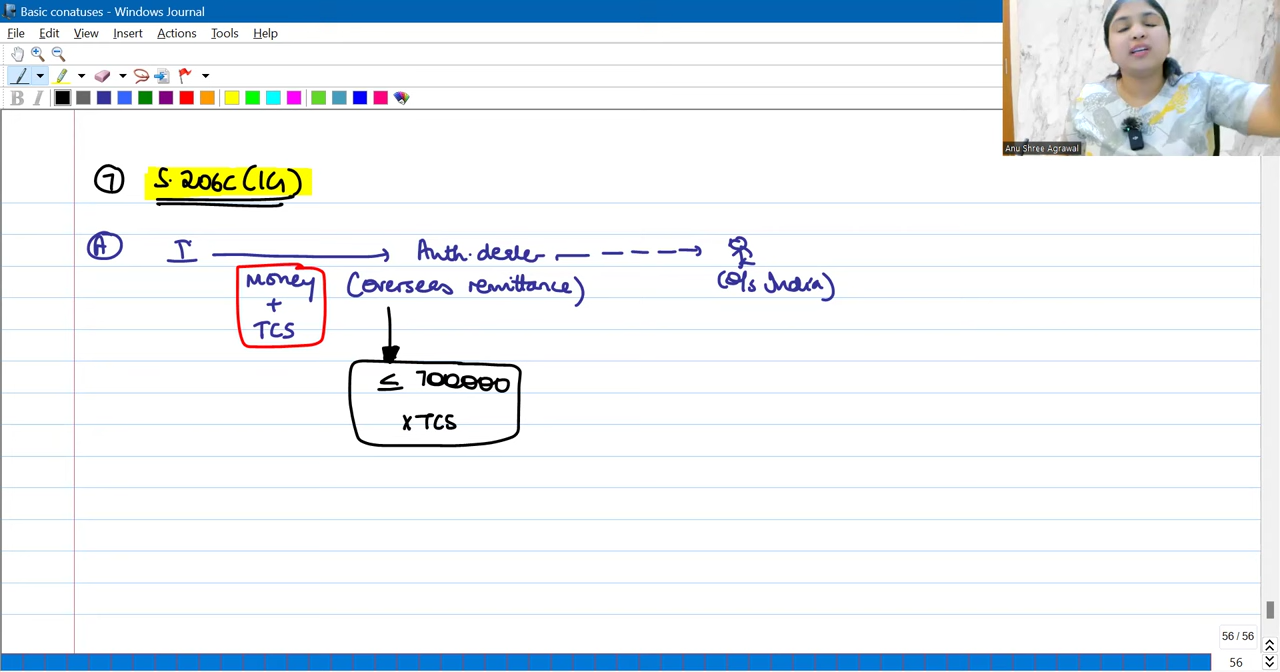 Basic conatuses - Windows Journal
File Edit View Insert Actions Tools Help
B I
Anu Shree Agrawal
7 S. 206C (1G)
A I Auth. dealer
Money (overseas remittance) (O/s India)
+
TCS
≤ 700000
x TCS
56 / 56
56